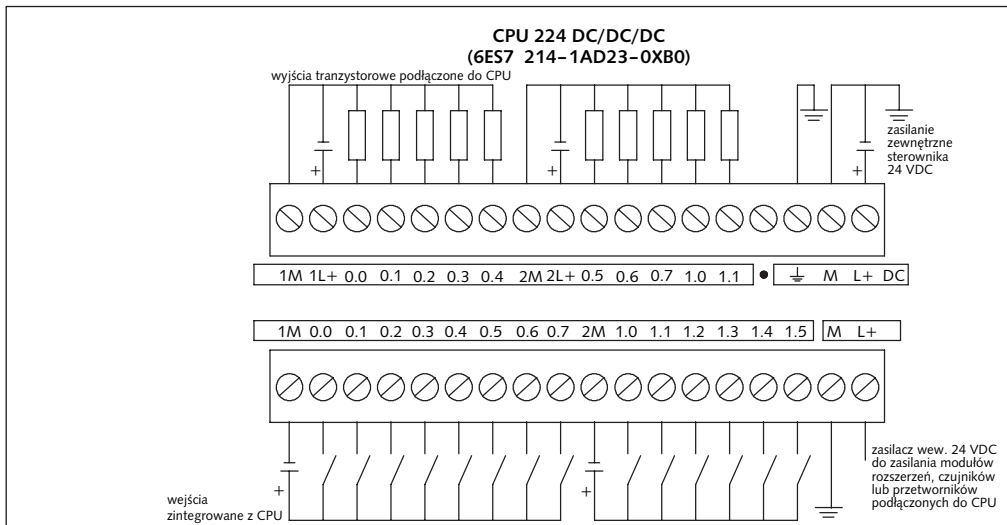 CPU 224 DC/DC/DC
(6ES7 214-1AD23-0XB0)
wyjścia tranzystorowe podłączone do CPU
zasilanie
zewnętrzne
sterownika
24 VDC
+ + +
1M 1L+ 0.0 0.1 0.2 0.3 0.4 2M 2L+ 0.5 0.6 0.7 1.0 1.1 M L+ DC
1M 0.0 0.1 0.2 0.3 0.4 0.5 0.6 0.7 2M 1.0 1.1 1.2 1.3 1.4 1.5 M L+
+ +
wejścia
zintegrowane z CPU
zasilacz wew. 24 VDC
do zasilania modułów
rozszerzeń, czujników
lub przetworników
podłączonych do CPU